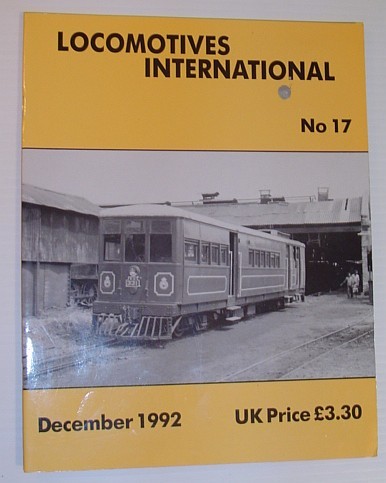 LOCOMOTIVES
INTERNATIONAL
No 17
December 1992
UK Price £3.30